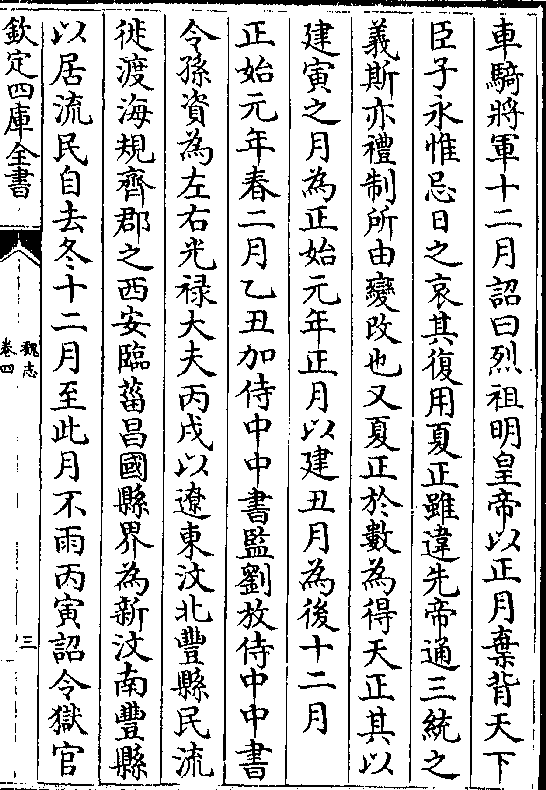 車騎將軍十二月詔曰烈祖明皇帝以正月棄背天下
臣子永惟忌日之哀其復用夏正雖違先帝通三統之
義斯亦禮制所由變改也又夏正於數為得天正其以
建寅之月為正始元年正月以建丑月為後十二月
正始元年春二月乙丑加侍中中書監劉放侍中中書
令孫資為左右光禄大夫丙戌以遼東汶北豐縣民流
徙渡海規齊郡之西安臨菑昌國縣界為新汶南豐縣
以居流民自去冬十二月至此月不雨丙寅詔令獄官
欽定四庫全書
魏志
卷四
三